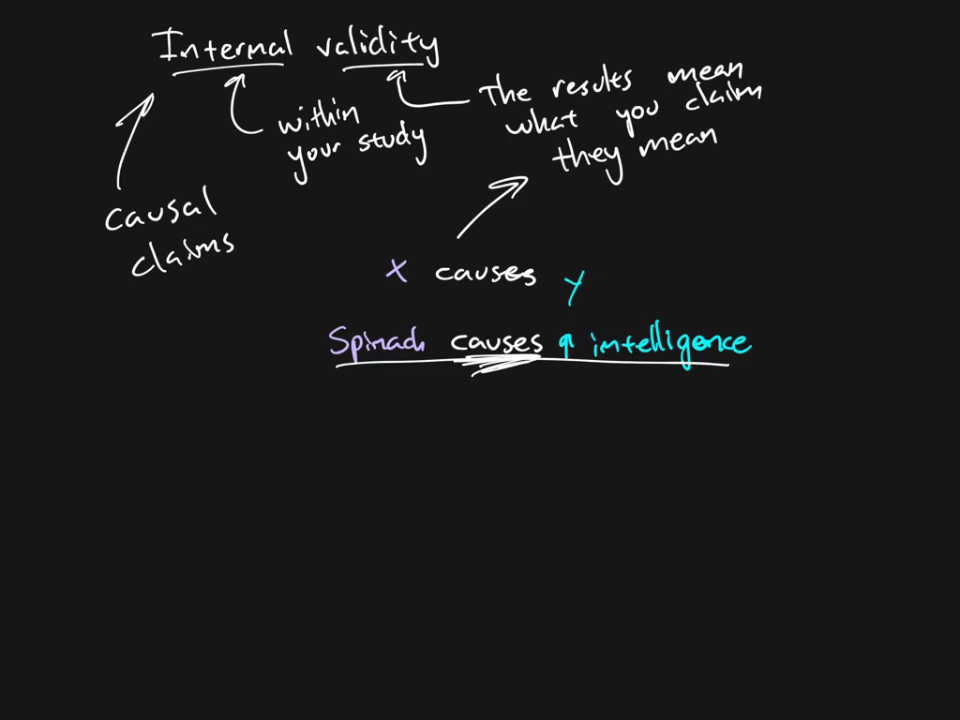 Internal validity
The results mean
what you claim
they mean
within
your study
causal
claims
X causes Y
Spinach causes ↑ intelligence